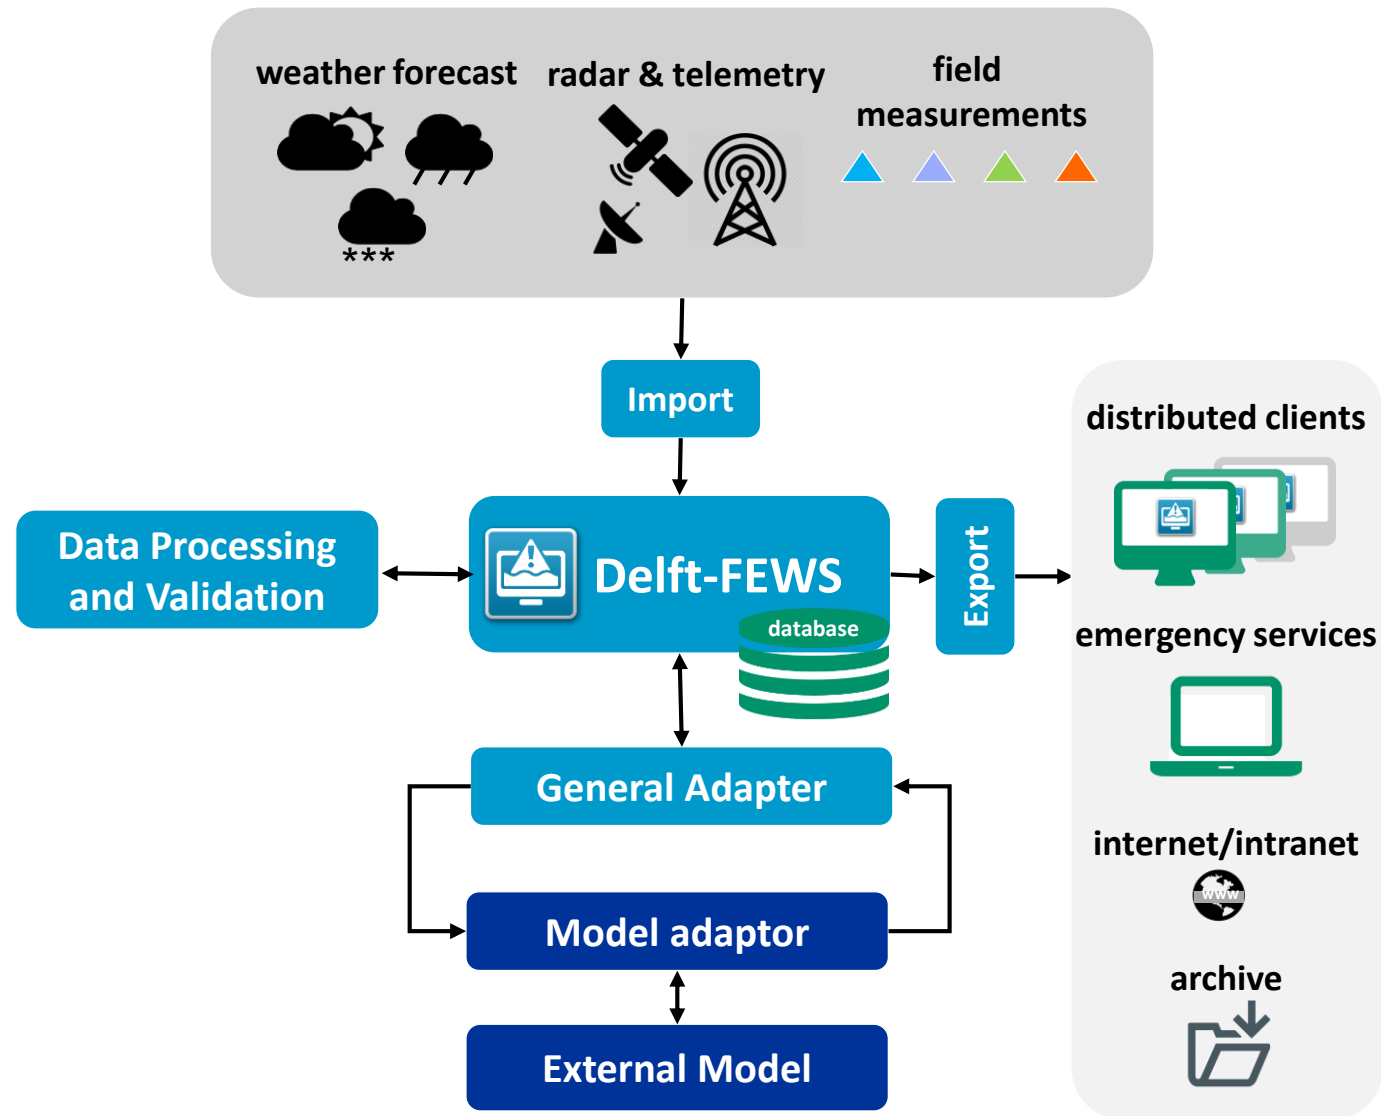 weather forecast
radar & telemetry
field
measurements
***
Import
distributed clients
Data Processing
and Validation
Delft-FEWS
database
Export
emergency services
General Adapter
internet/intranet
www
Model adaptor
archive
External Model